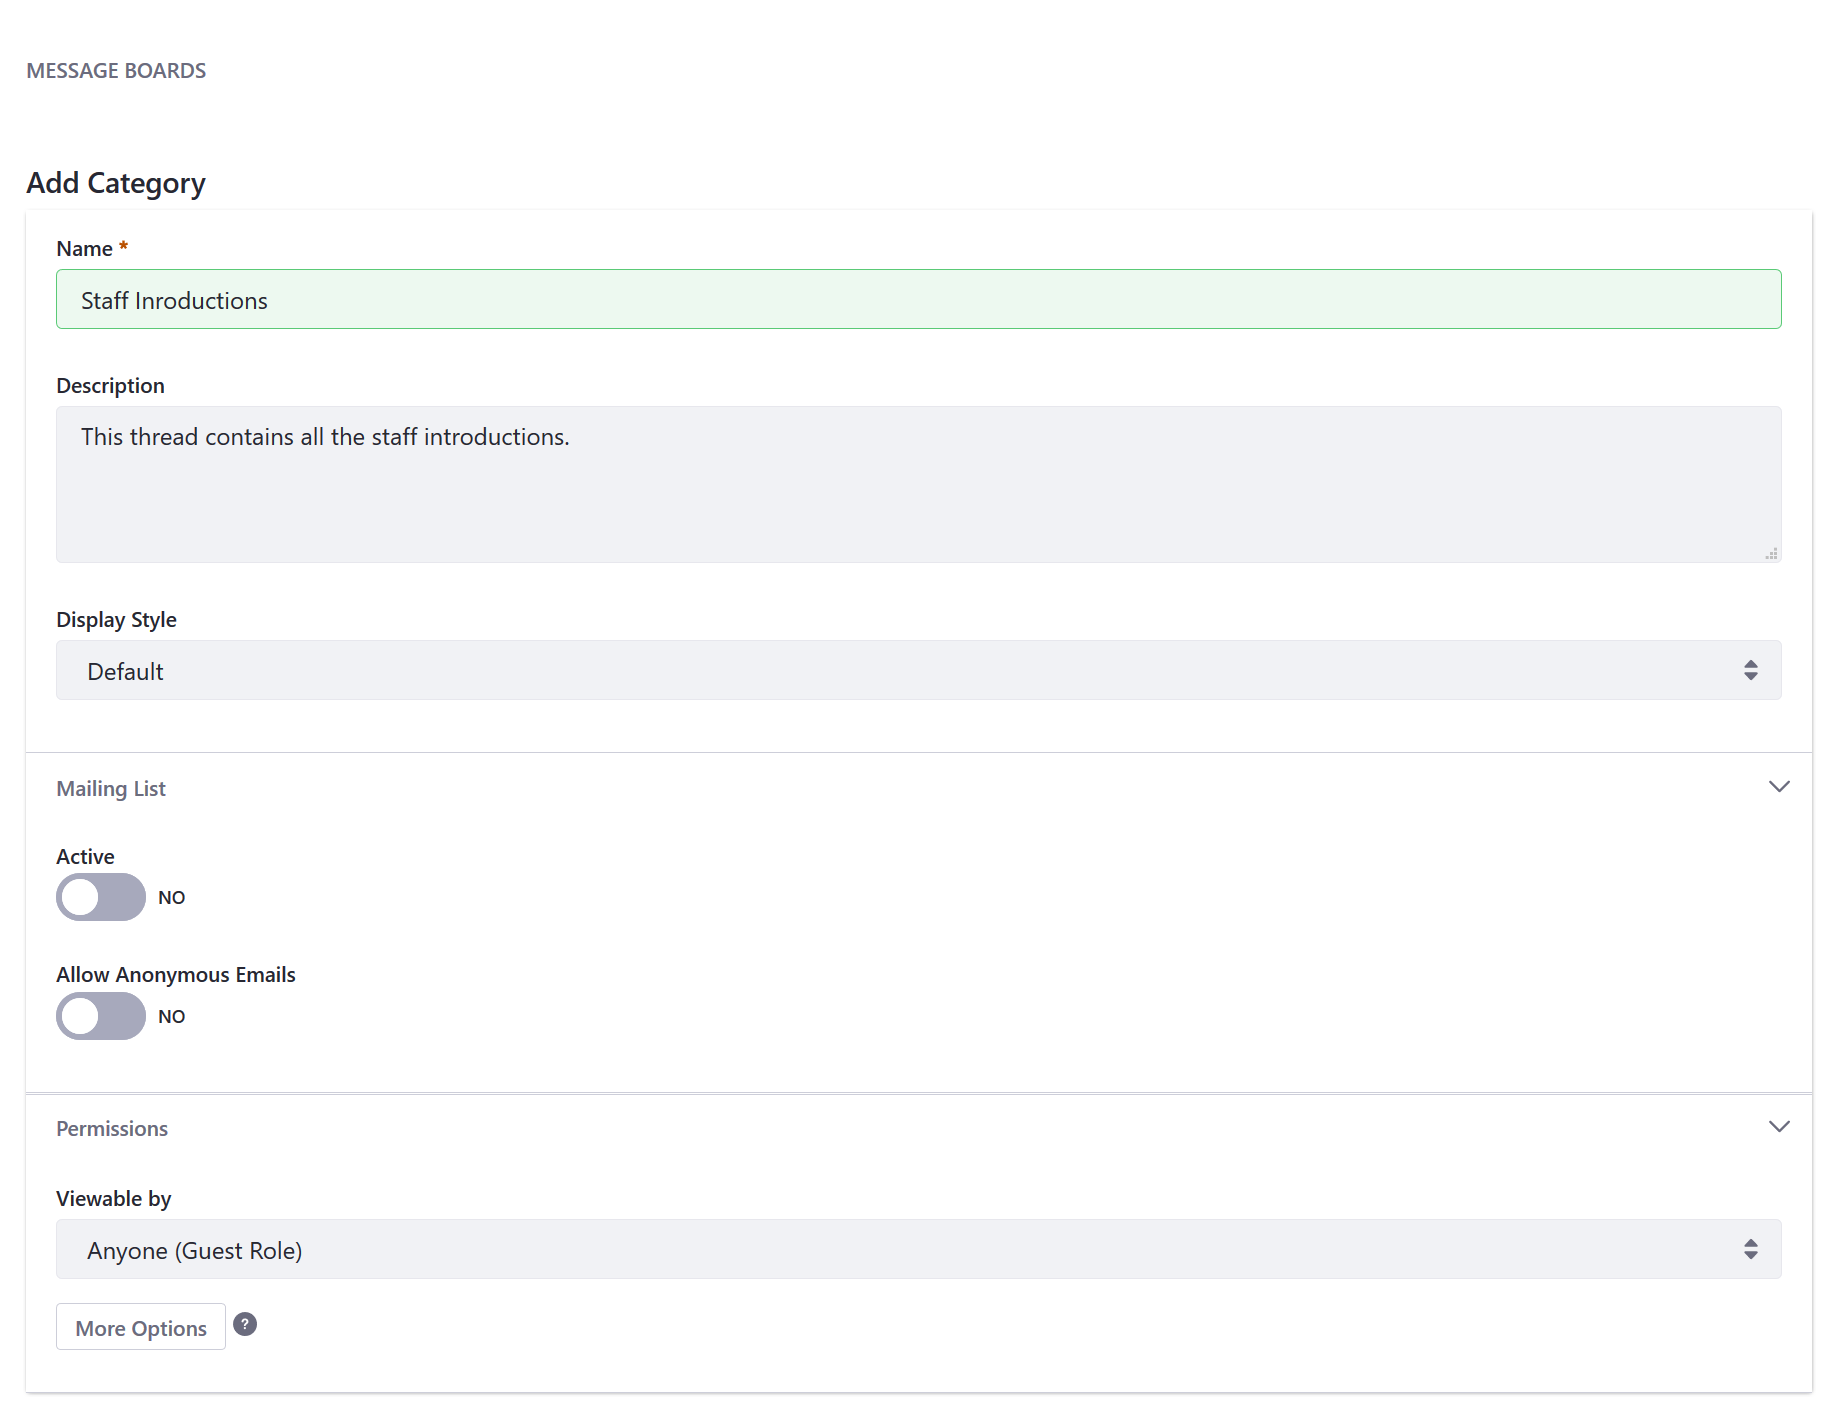 MESSAGE BOARDS
Add Category
Name *
Staff Inroductions
Description
This thread contains all the staff introductions.
Display Style
Default
Mailing List
Active
NO
Allow Anonymous Emails
NO
Permissions
Viewable by
Anyone (Guest Role)
More Options ?